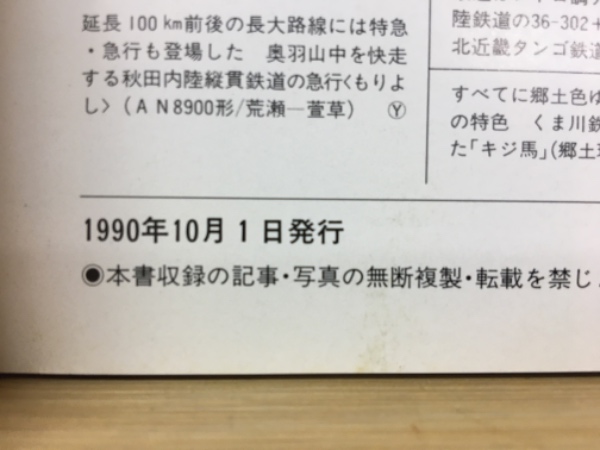 延長100km前後の長大路線には特急
・急行も登場した　奥羽山中を快走
する秋田内陸縦貫鉄道の急行〈もりよ
し〉（ＡＮ8900形/荒瀬―萱草）　Ⓨ
陸鉄道の36-302+
北近畿タンゴ鉄道
すべてに郷土色ゆ
の特色　くま川鉄
た「キジ馬」(郷土玩
1990年10月１日発行
◉本書収録の記事・写真の無断複製・転載を禁じ